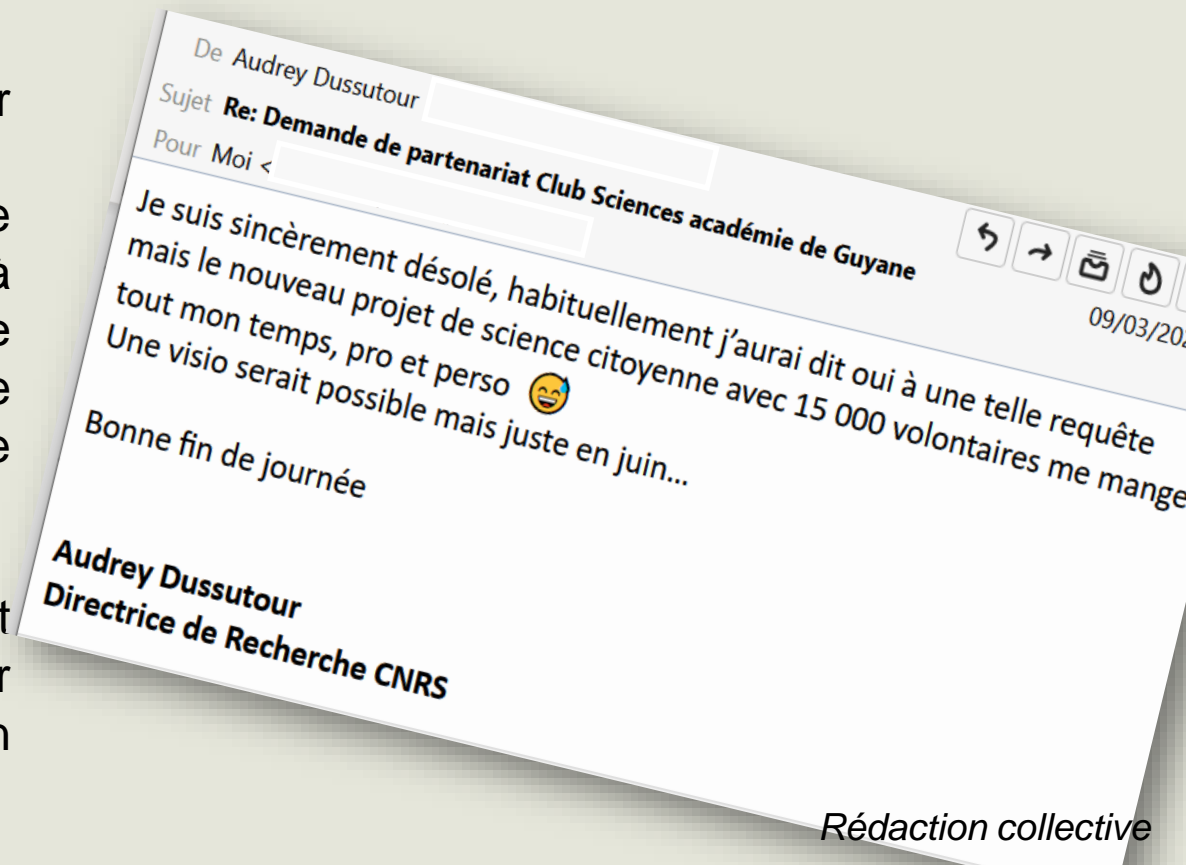 r
e
à
e
e
e
t
r
n
De Audrey Dussutour
Sujet Re: Demande de partenariat Club Sciences académie de Guyane
Pour Moi <
09/03/202
Je suis sincèrement désolé, habituellement j’aurai dit oui à une telle requête
mais le nouveau projet de science citoyenne avec 15 000 volontaires me mange
tout mon temps, pro et perso 😅
Une visio serait possible mais juste en juin...
Bonne fin de journée
Audrey Dussutour
Directrice de Recherche CNRS
Rédaction collective